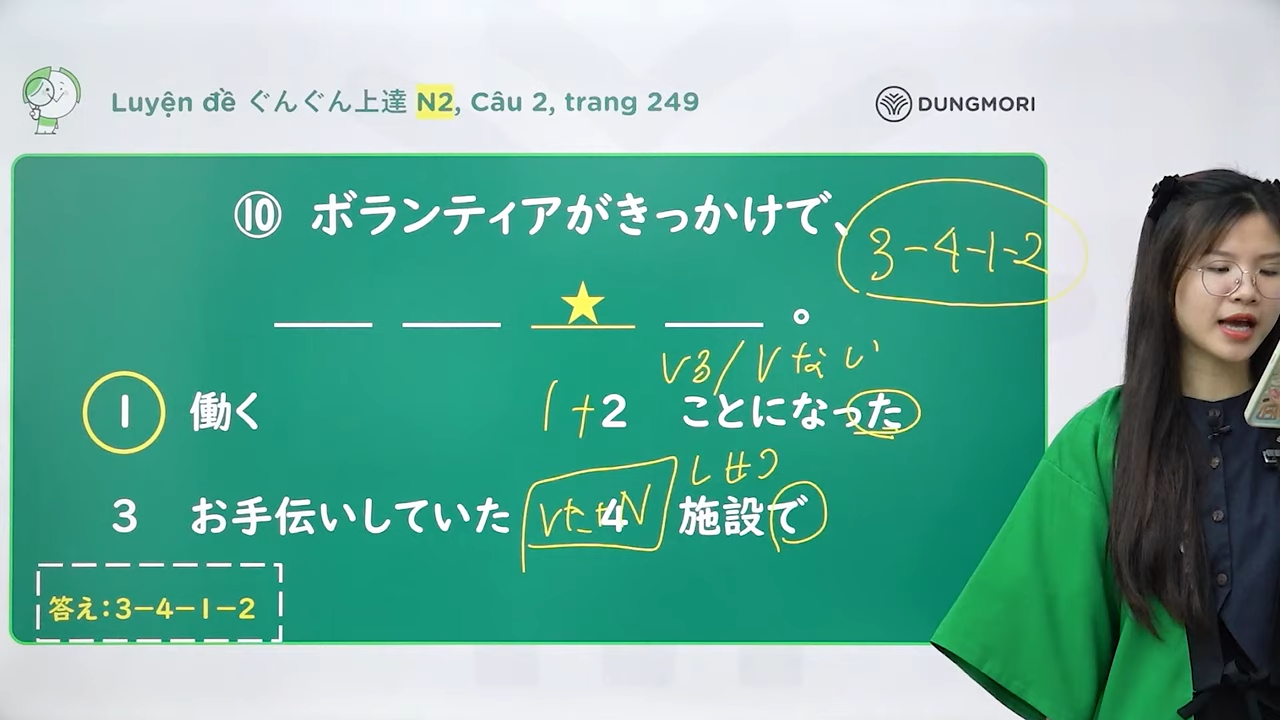 Luyện đề ぐんぐん上達 N2, Câu 2, trang 249
DUNGMORI
⑩ ボランティアがきっかけで、
3-4-1-2
★ 。
Vる/Vない
1 働く
1+2 ことになった
しせつ
3 お手伝いしていた
Vた+N
4 施設で
答え:3-4-1-2